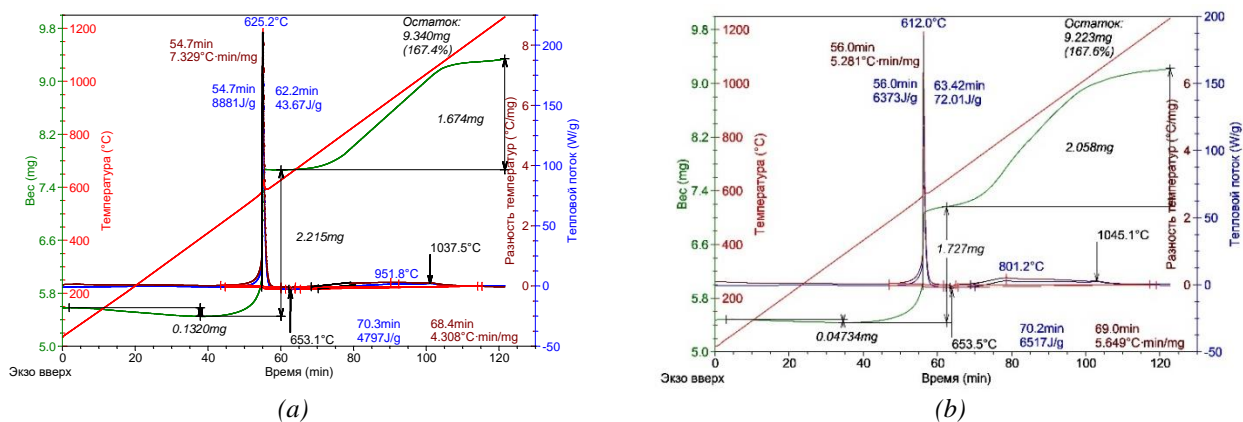 625.2°C
Остаток:
9.340mg
(167.4%)
54.7min
7.329°C·min/mg
54.7min
8881J/g
62.2min
43.67J/g
1.674mg
2.215mg
1037.5°C
951.8°C
0.1320mg
653.1°C
70.3min
4797J/g
68.4min
4.308°C·min/mg
Вес (mg)
9.8
9.0
8.2
7.4
6.6
5.8
5.0
Температура (°C)
1200
1000
800
600
400
200
Разность температур (°C/mg)
8
6
4
2
0
Тепловой поток (W/g)
200
150
100
50
0
-50
0
20
40
60
80
100
120
Экзо вверх
Время (min)
(a)
612.0°C
Остаток:
9.223mg
(167.6%)
56.0min
5.281°C·min/mg
56.0min
6373J/g
63.42min
72.01J/g
2.058mg
1.727mg
1045.1°C
801.2°C
0.04734mg
653.5°C
70.2min
6517J/g
69.0min
5.649°C·min/mg
Вес (mg)
9.8
9.0
8.2
7.4
6.6
5.8
5.0
Температура (°C)
1200
1000
800
600
400
200
Разность температур (°C/mg)
6
4
2
0
Тепловой поток (W/g)
200
150
100
50
0
-50
0
20
40
60
80
100
120
Экзо вверх
Время (min)
(b)